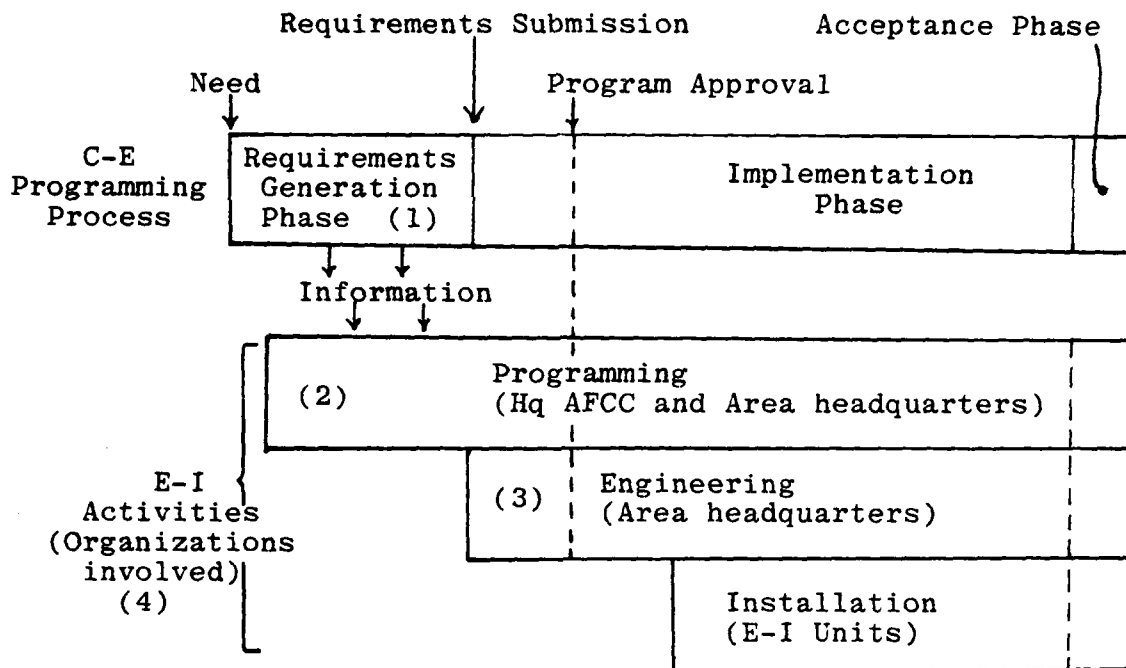 Requirements Submission
Acceptance Phase
Need
Program Approval
C-E
Programming
Process
Requirements
Generation
Phase (1)
Implementation
Phase
Information
(2)
Programming
(Hq AFCC and Area headquarters)
E-I
Activities
(Organizations
involved)
(4)
(3)
Engineering
(Area headquarters)
Installation
(E-I Units)